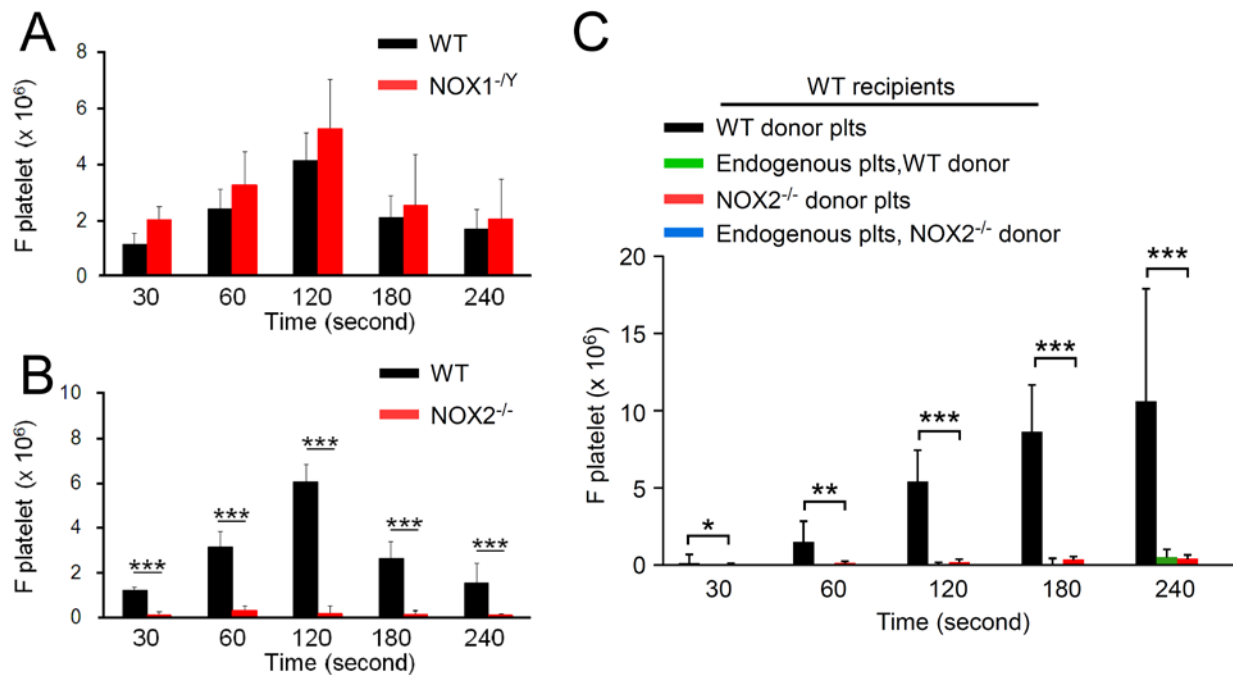 A
WT
NOX1-/Y
F platelet (x 10⁶)
8
6
4
2
0
30 60 120 180 240
Time (second)
B
WT
NOX2-/-
F platelet (x 10⁶)
10
8
6
4
2
0
*** *** *** *** ***
30 60 120 180 240
Time (second)
C
WT recipients
WT donor plts
Endogenous plts,WT donor
NOX2-/- donor plts
Endogenous plts, NOX2-/- donor
F platelet (x 10⁶)
20
15
10
5
0
* ** *** *** ***
30 60 120 180 240
Time (second)